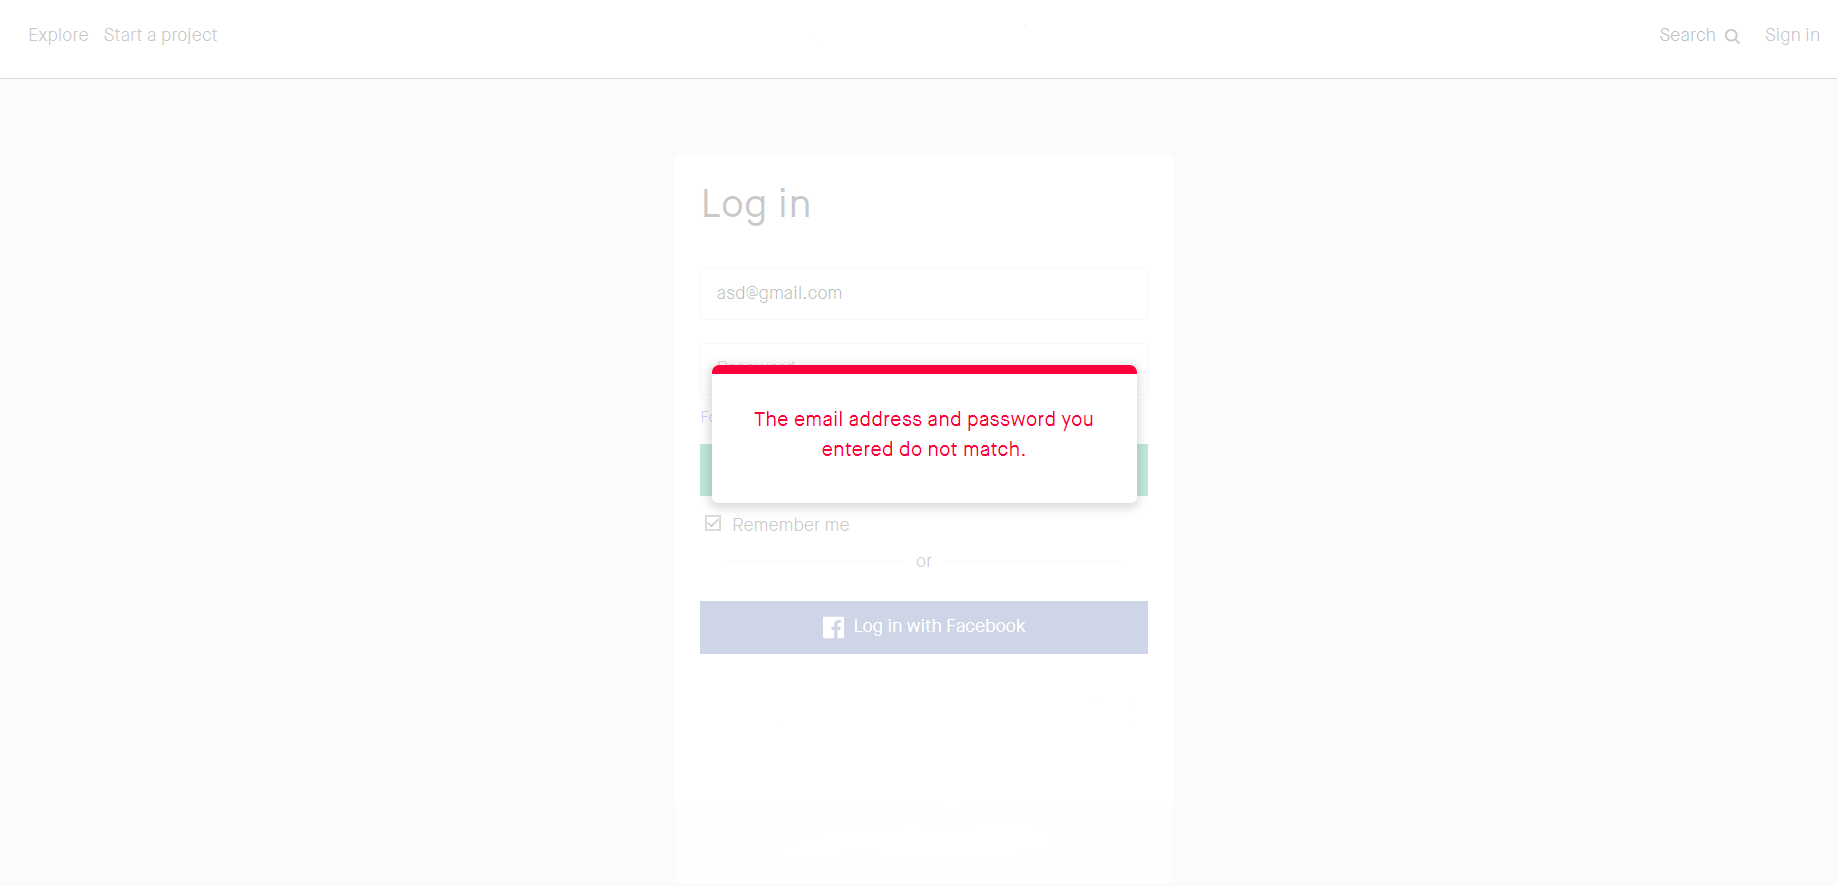 Explore Start a project
Search Sign in
Log in
asd@gmail.com
The email address and password you
entered do not match.
Remember me
or
Log in with Facebook